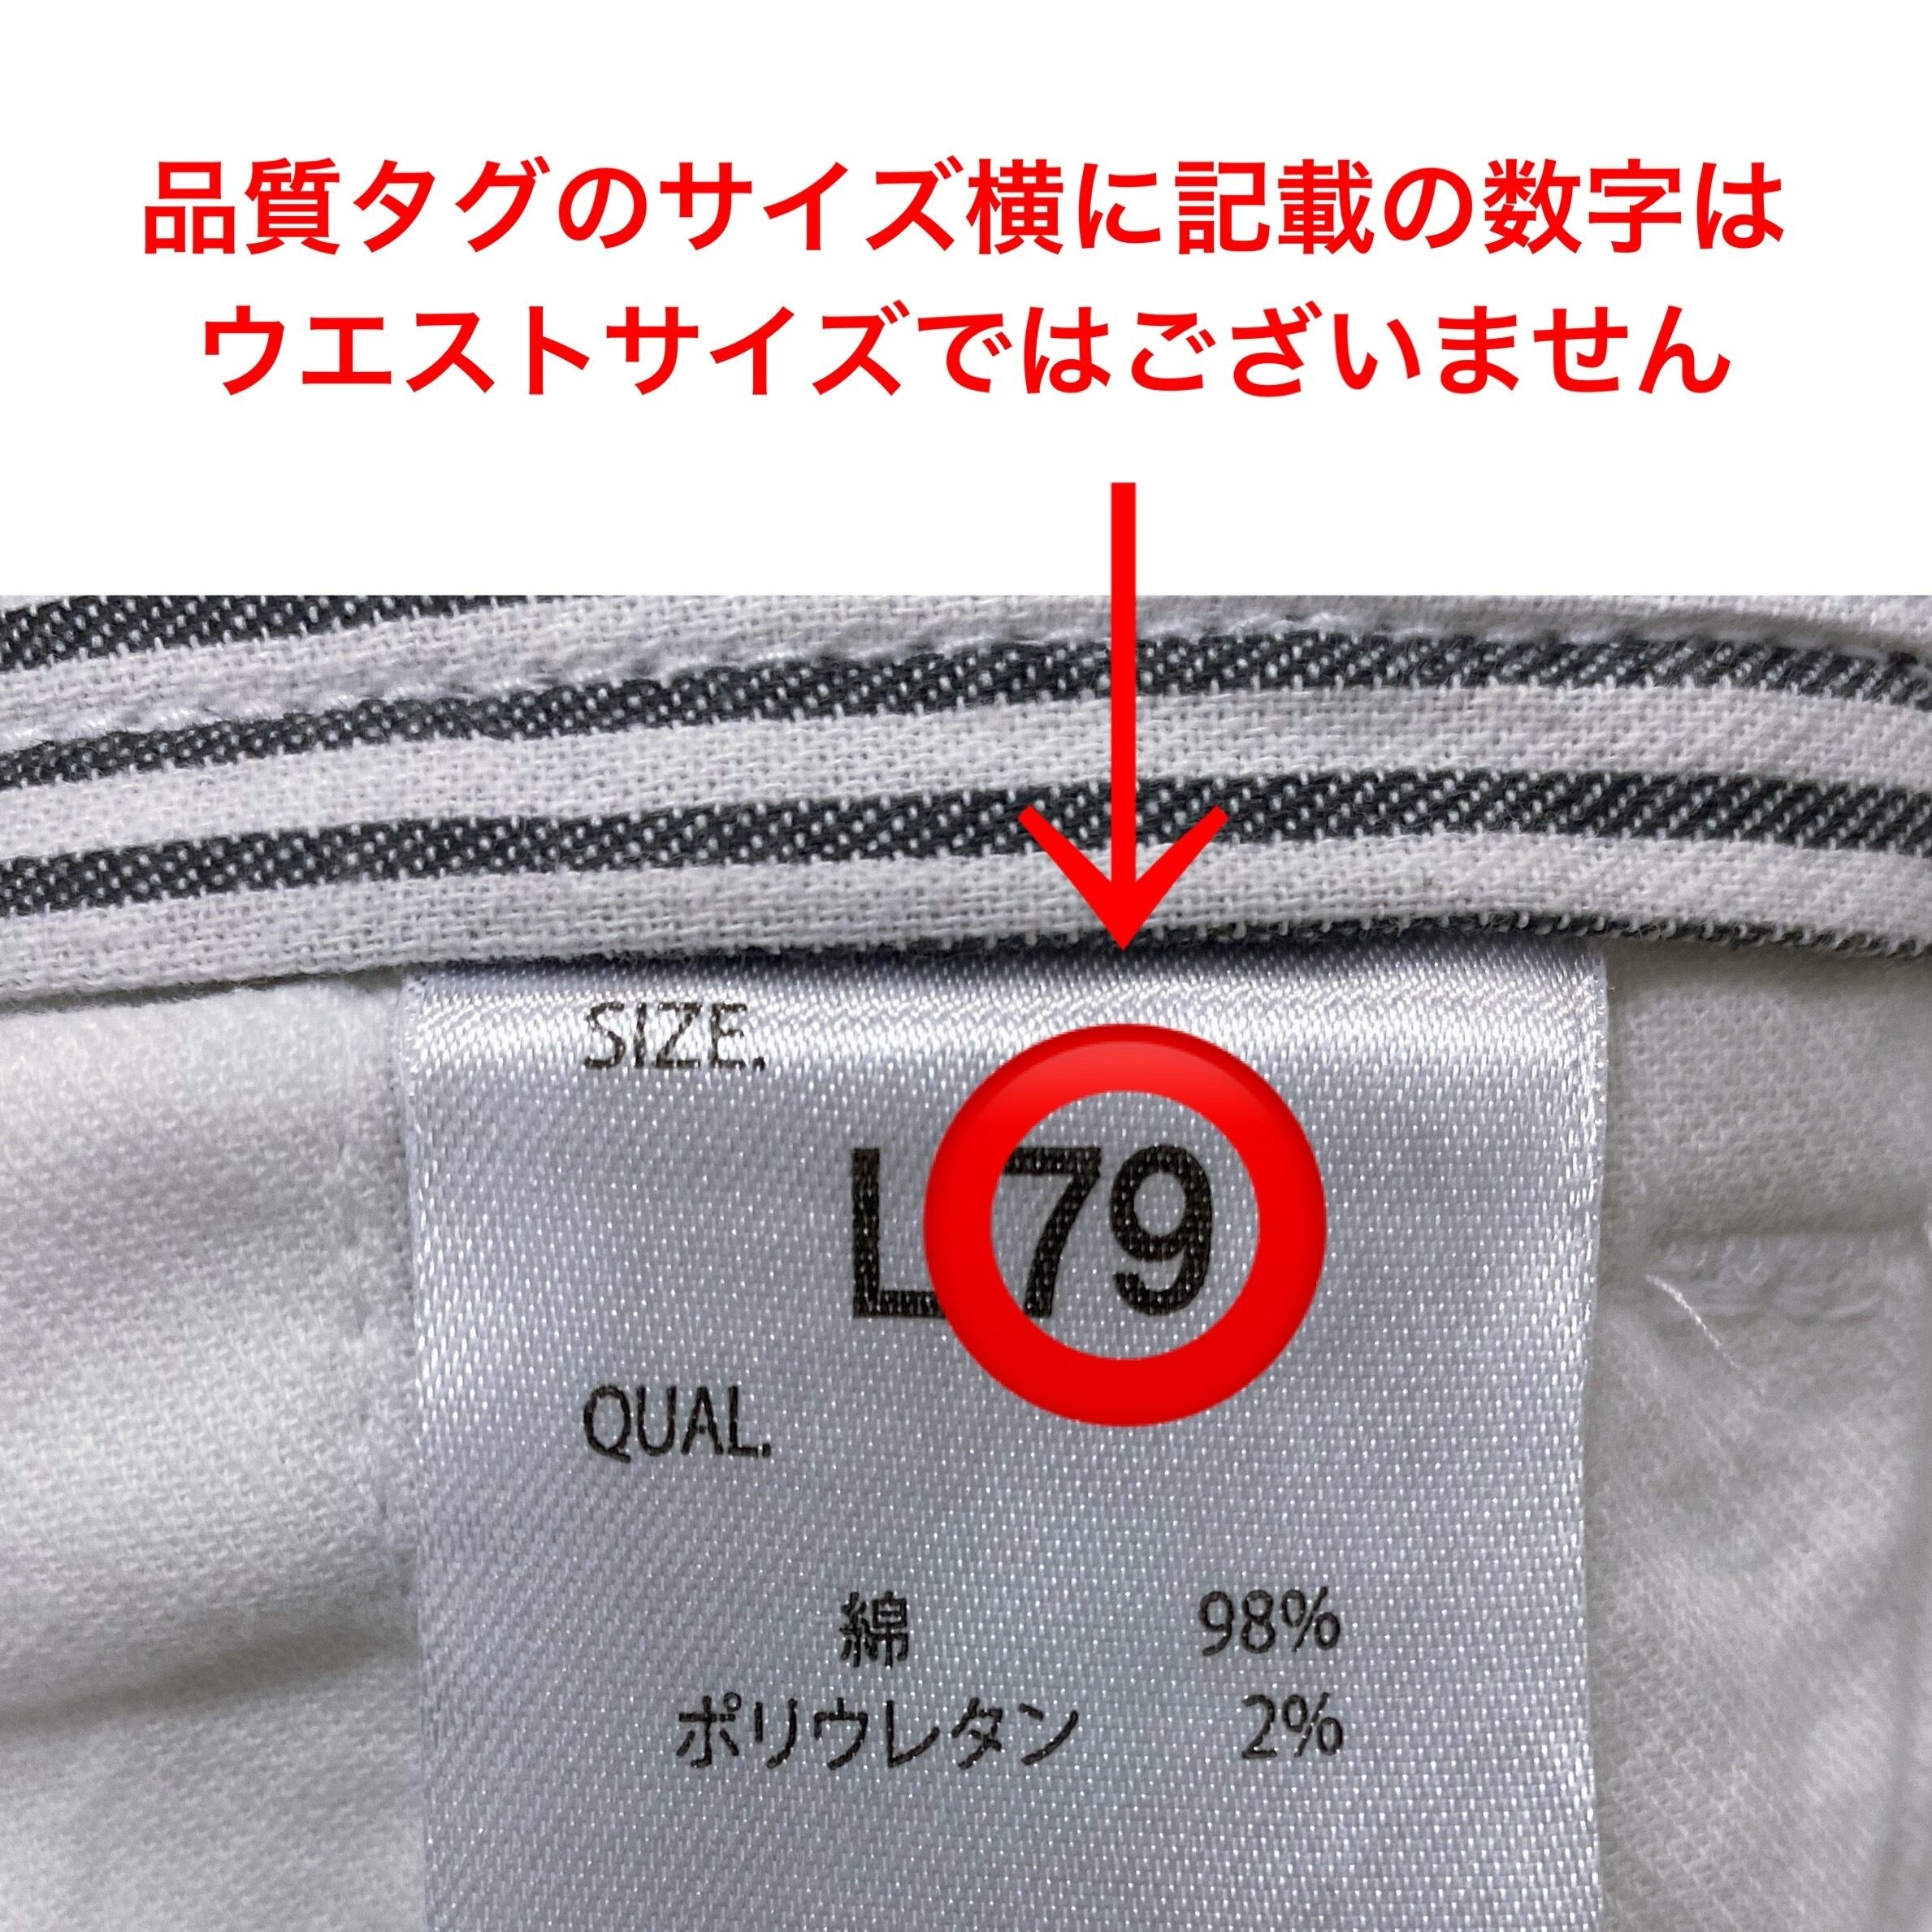 品質タグのサイズ横に記載の数字は
ウエストサイズではございません
SIZE.
L 79
QUAL.
綿 98%
ポリウレタン 2%